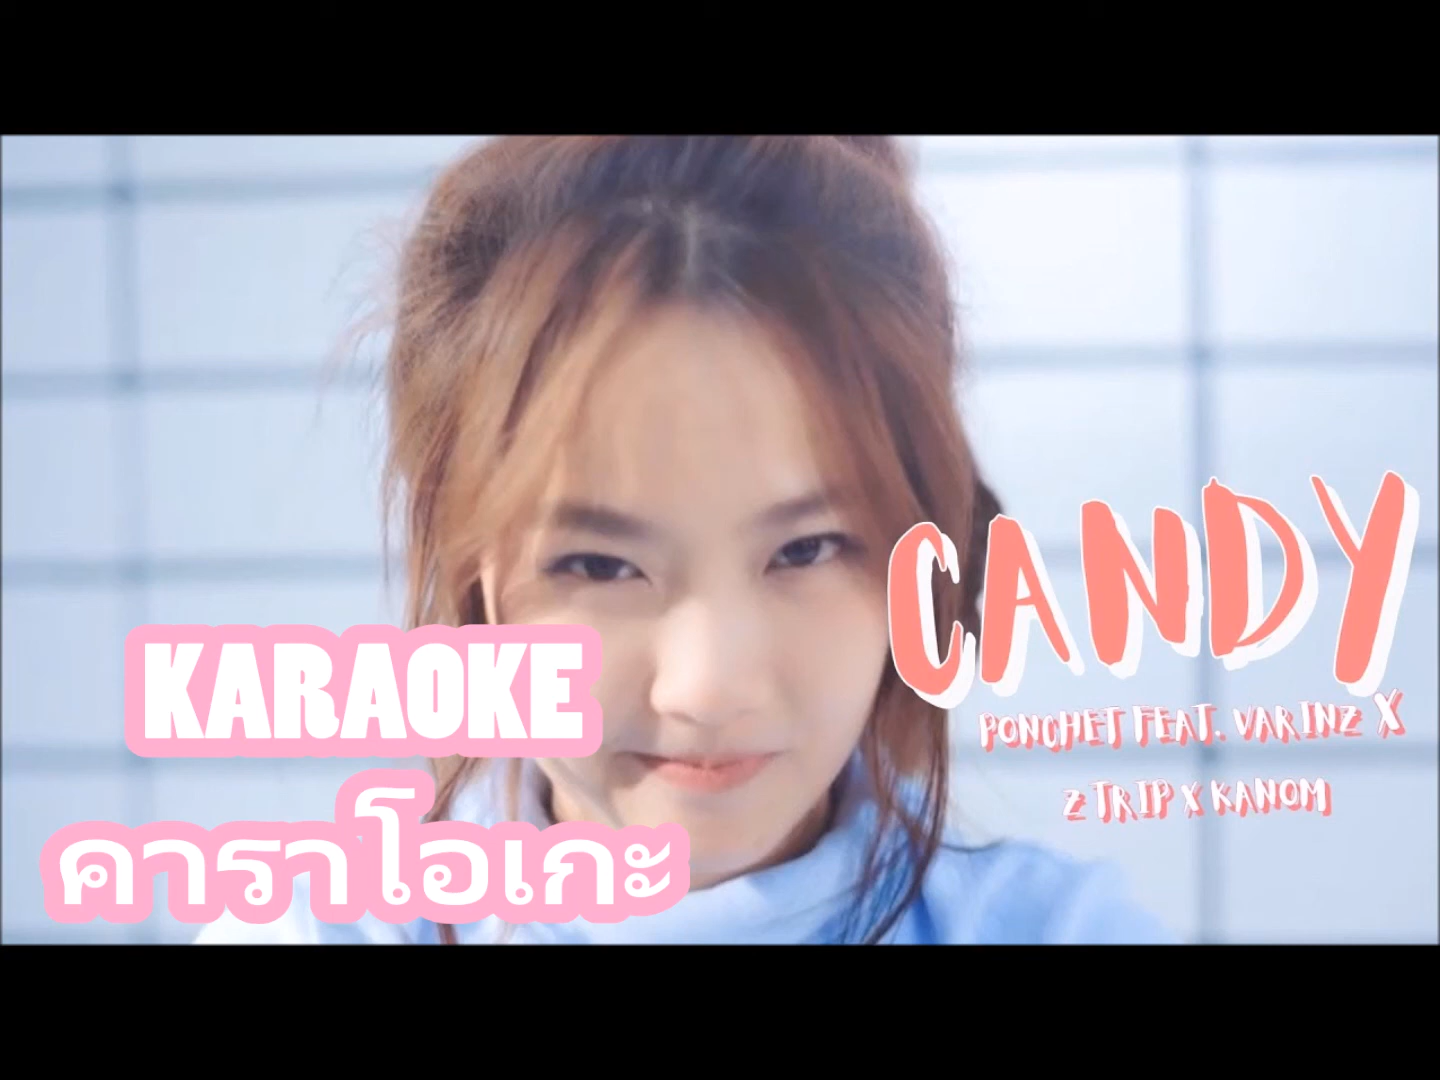 CANDY
PONCHET FEAT. VARINZ X
Z TRIP X KANOM
KARAOKE
คาราโอเกะ